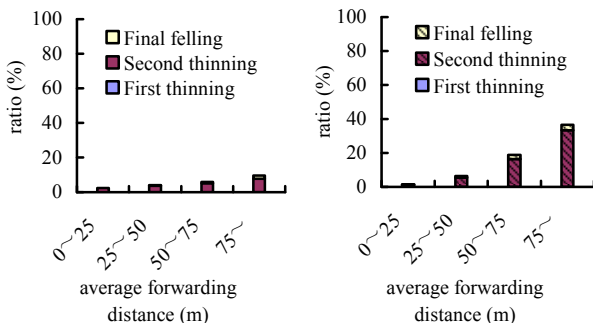 100
80
60
40
20
0
ratio (%)
Final felling
Second thinning
First thinning
0～25
25～50
50～75
75～
average forwarding
distance (m)
100
80
60
40
20
0
ratio (%)
Final felling
Second thinning
First thinning
0～25
25～50
50～75
75～
average forwarding
distance (m)